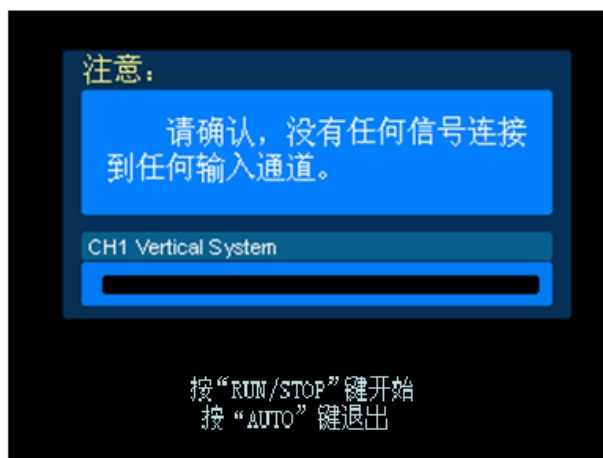 注意：
请确认，没有任何信号连接
到任何输入通道。
CH1 Vertical System
按“RUN/STOP”键开始
按“AUTO”键退出